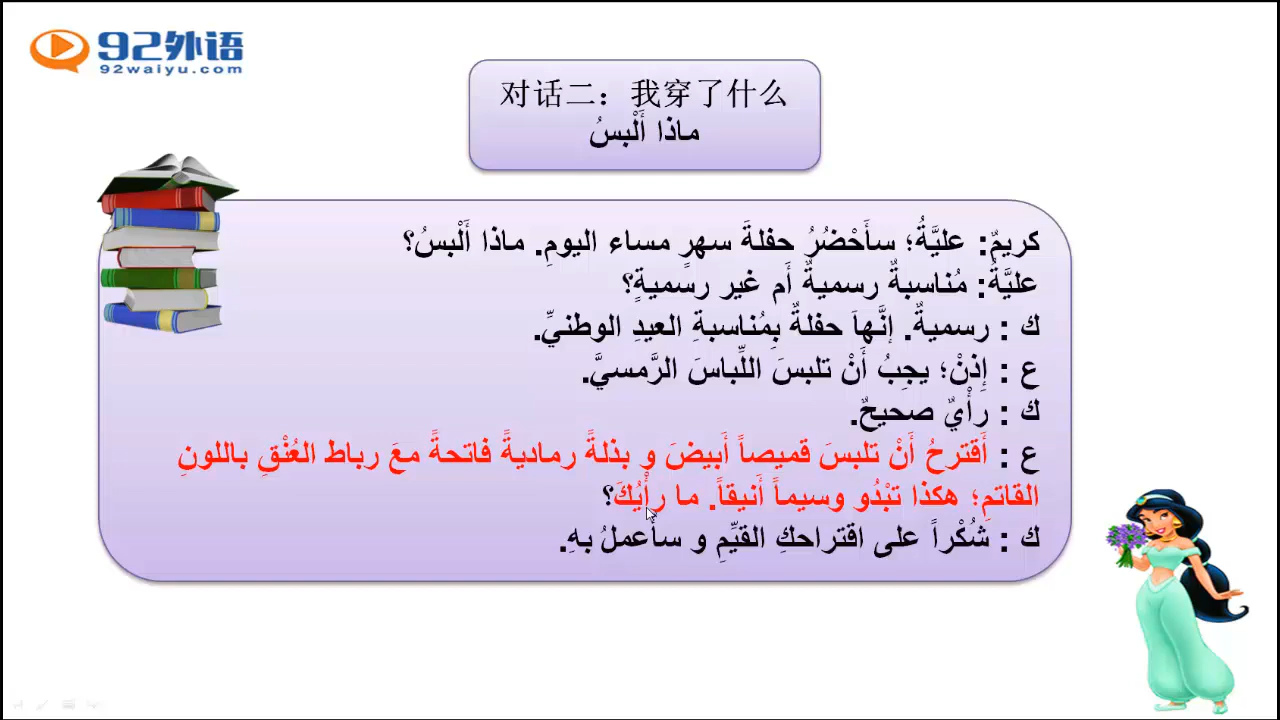 92外语
92waiyu.com
对话二：我穿了什么
ماذا أَلْبسُ
كريمٌ: عليَّةُ؛ سأَحْضُرُ حفلةَ سهرٍ مساء اليومِ. ماذا أَلْبسُ؟
عليَّةُ: مُناسبةٌ رسميةٌ أَم غير رسميةٍ؟
ك : رسميةٌ. إنَّهاَ حفلةٌ بِمُناسبةِ العيدِ الوطنيِّ.
ع : إِذنْ؛ يجِبُ أَنْ تلبسَ اللِّباسَ الرَّمسيَّ.
ك : رأْيٌ صحيحٌ.
ع : أَقترحُ أَنْ تلبسَ قميصاً أَبيضَ و بذلةً رماديةً فاتحةً معَ رباط العُنْقِ باللونِ
القاتمِ؛ هكذا تبْدُو وسيماً أَنيقاً. ما رأْيُكَ؟
ك : شُكْراً على اقتراحكِ القيِّمِ و سأَعملُ بهِ.